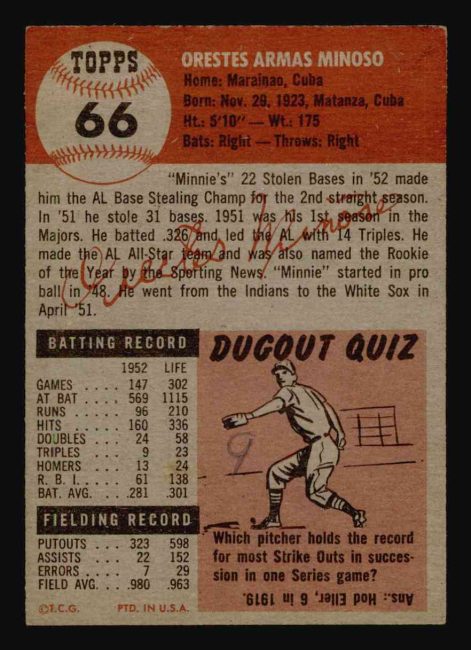 TOPPS
66
ORESTES ARMAS MINOSO
Home: Marainao, Cuba
Born: Nov. 29, 1923, Matanza, Cuba
Ht.: 5'10" — Wt.: 175
Bats: Right — Throws: Right
"Minnie's" 22 Stolen Bases in '52 made
him the AL Base Stealing Champ for the 2nd straight season.
In '51 he stole 31 bases. 1951 was his 1st season in the
Majors. He batted .326 and led the AL with 14 Triples. He
made the AL All-Star team and was also named the Rookie
of the Year by the Sporting News. "Minnie" started in pro
ball in '48. He went from the Indians to the White Sox in
April '51.
Orestes Minoso
BATTING RECORD
1952 LIFE
GAMES .... 147 302
AT BAT .... 569 1115
RUNS .... 96 210
HITS .... 160 336
DOUBLES .... 24 58
TRIPLES .... 9 23
HOMERS .... 13 24
R. B. I. .... 61 138
BAT. AVG. ... .281 .301
FIELDING RECORD
PUTOUTS .... 323 598
ASSISTS .... 22 152
ERRORS .... 7 29
FIELD AVG. .. .980 .963
©T.C.G. PTD. IN U.S.A.
DUGOUT QUIZ
9
Which pitcher holds the record
for most Strike Outs in succes-
sion in one Series game?
Ans.: Hod Eller, 6 in 1919.